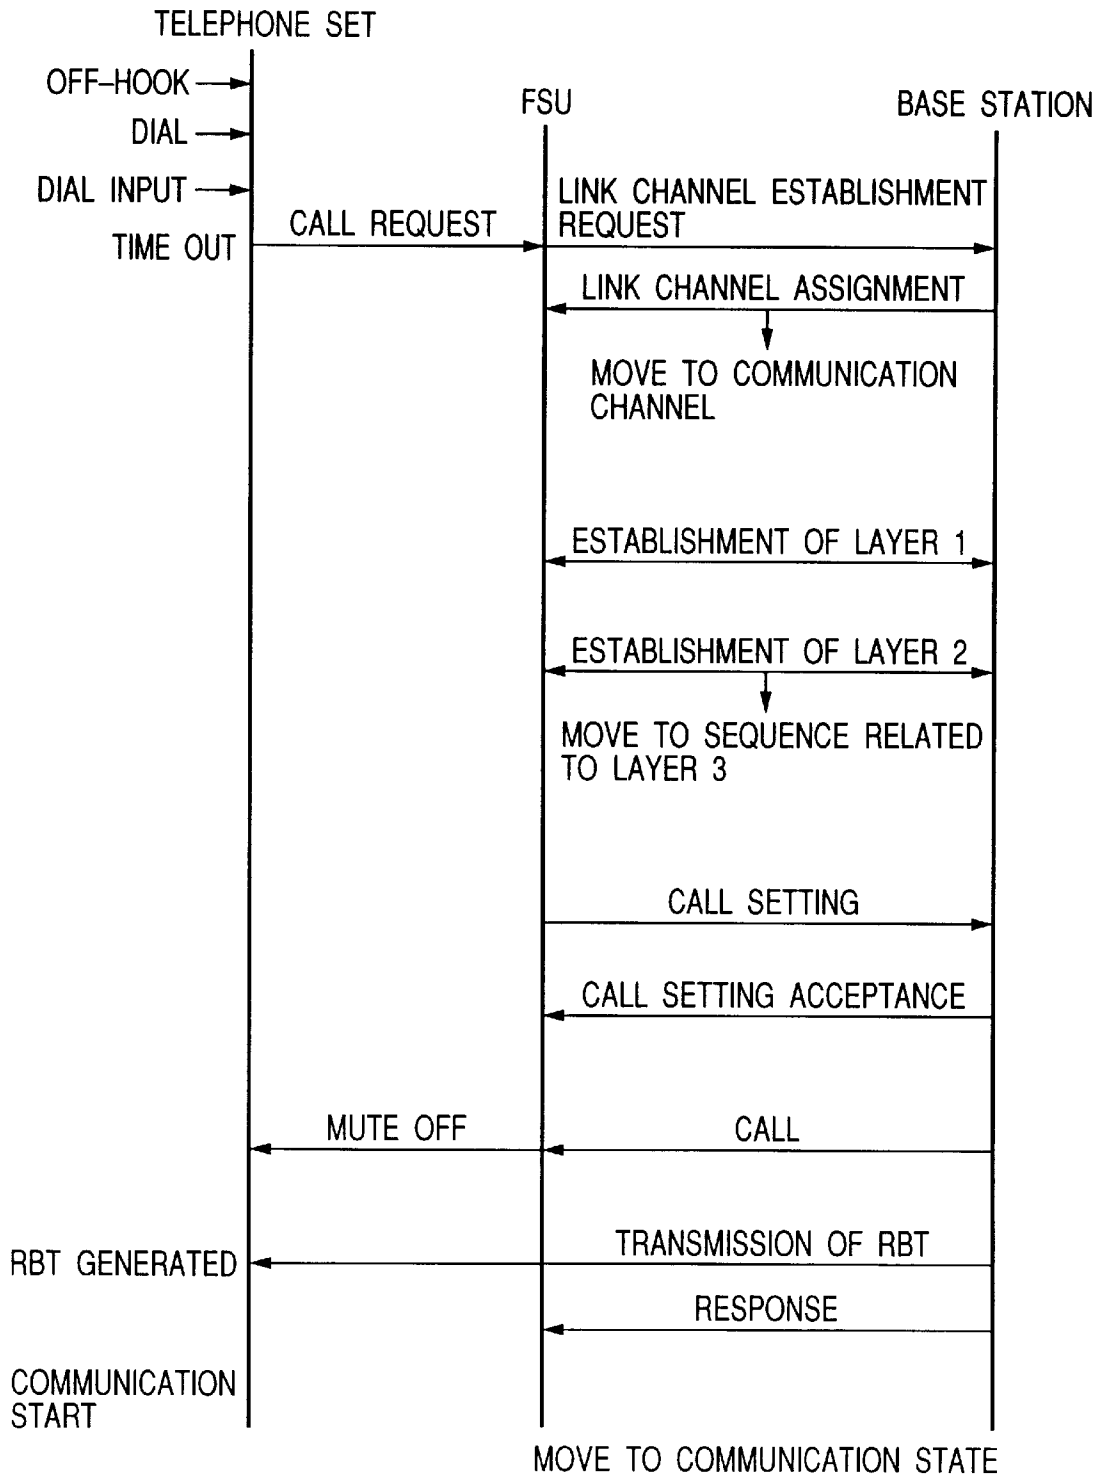 TELEPHONE SET
OFF-HOOK
FSU
BASE STATION
DIAL
DIAL INPUT
LINK CHANNEL ESTABLISHMENT
REQUEST
CALL REQUEST
TIME OUT
LINK CHANNEL ASSIGNMENT
MOVE TO COMMUNICATION
CHANNEL
ESTABLISHMENT OF LAYER 1
ESTABLISHMENT OF LAYER 2
MOVE TO SEQUENCE RELATED
TO LAYER 3
CALL SETTING
CALL SETTING ACCEPTANCE
MUTE OFF
CALL
TRANSMISSION OF RBT
RBT GENERATED
RESPONSE
COMMUNICATION
START
MOVE TO COMMUNICATION STATE